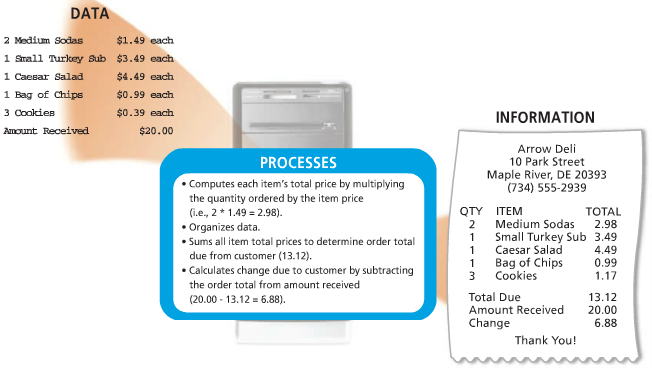 DATA
2 Medium Sodas $1.49 each
1 Small Turkey Sub $3.49 each
1 Caesar Salad $4.49 each
1 Bag of Chips $0.99 each
3 Cookies $0.39 each
Amount Received $20.00
PROCESSES
• Computes each item's total price by multiplying
the quantity ordered by the item price
(i.e., 2 * 1.49 = 2.98).
• Organizes data.
• Sums all item total prices to determine order total
due from customer (13.12).
• Calculates change due to customer by subtracting
the order total from amount received
(20.00 - 13.12 = 6.88).
INFORMATION
Arrow Deli
10 Park Street
Maple River, DE 20393
(734) 555-2939
QTY ITEM TOTAL
2 Medium Sodas 2.98
1 Small Turkey Sub 3.49
1 Caesar Salad 4.49
1 Bag of Chips 0.99
3 Cookies 1.17
Total Due 13.12
Amount Received 20.00
Change 6.88
Thank You!